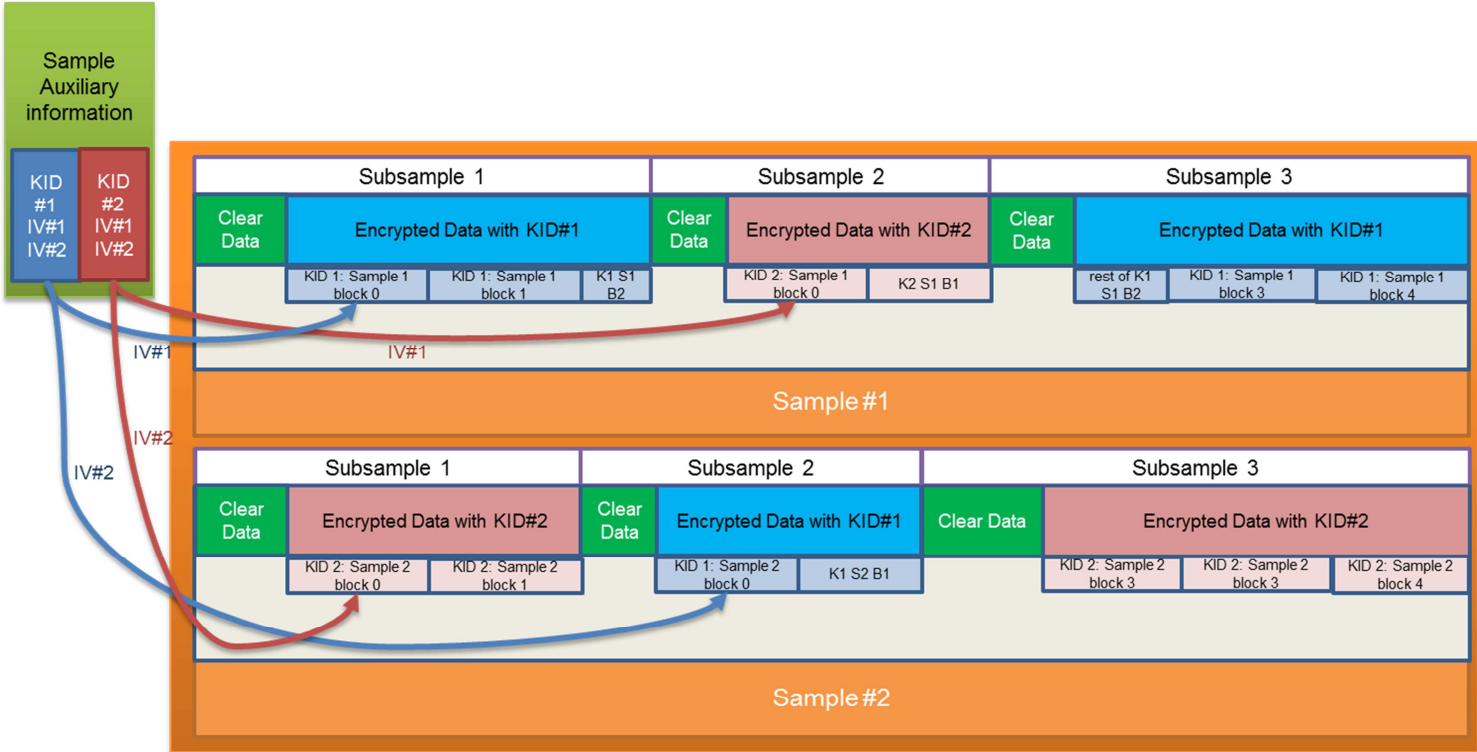 Sample
Auxiliary
information
KID
#1
IV#1
IV#2
KID
#2
IV#1
IV#2
Subsample 1
Subsample 2
Subsample 3
Clear
Data
Encrypted Data with KID#1
Clear
Data
Encrypted Data with KID#2
Clear
Data
Encrypted Data with KID#1
KID 1: Sample 1
block 0
KID 1: Sample 1
block 1
K1 S1
B2
KID 2: Sample 1
block 0
K2 S1 B1
rest of K1
S1 B2
KID 1: Sample 1
block 3
KID 1: Sample 1
block 4
IV#1
IV#1
Sample #1
IV#2
IV#2
Subsample 1
Subsample 2
Subsample 3
Clear
Data
Encrypted Data with KID#2
Clear
Data
Encrypted Data with KID#1
Clear Data
Encrypted Data with KID#2
KID 2: Sample 2
block 0
KID 2: Sample 2
block 1
KID 1: Sample 2
block 0
K1 S2 B1
KID 2: Sample 2
block 3
KID 2: Sample 2
block 3
KID 2: Sample 2
block 4
Sample #2